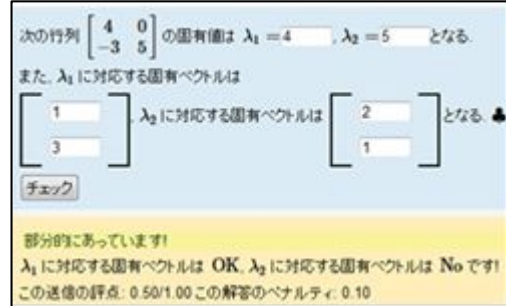 次の行列 [4 0 -3 5] の固有値は λ1 = 4 , λ2 = 5 となる.
また, λ1 に対応する固有ベクトルは
[1 3] , λ2 に対応する固有ベクトルは [2 1] となる. ♣
チェック
部分的にあっています!
λ1 に対応する固有ベクトルは OK, λ2 に対応する固有ベクトルは No です!
この送信の評点: 0.50/1.00 この解答のペナルティ: 0.10